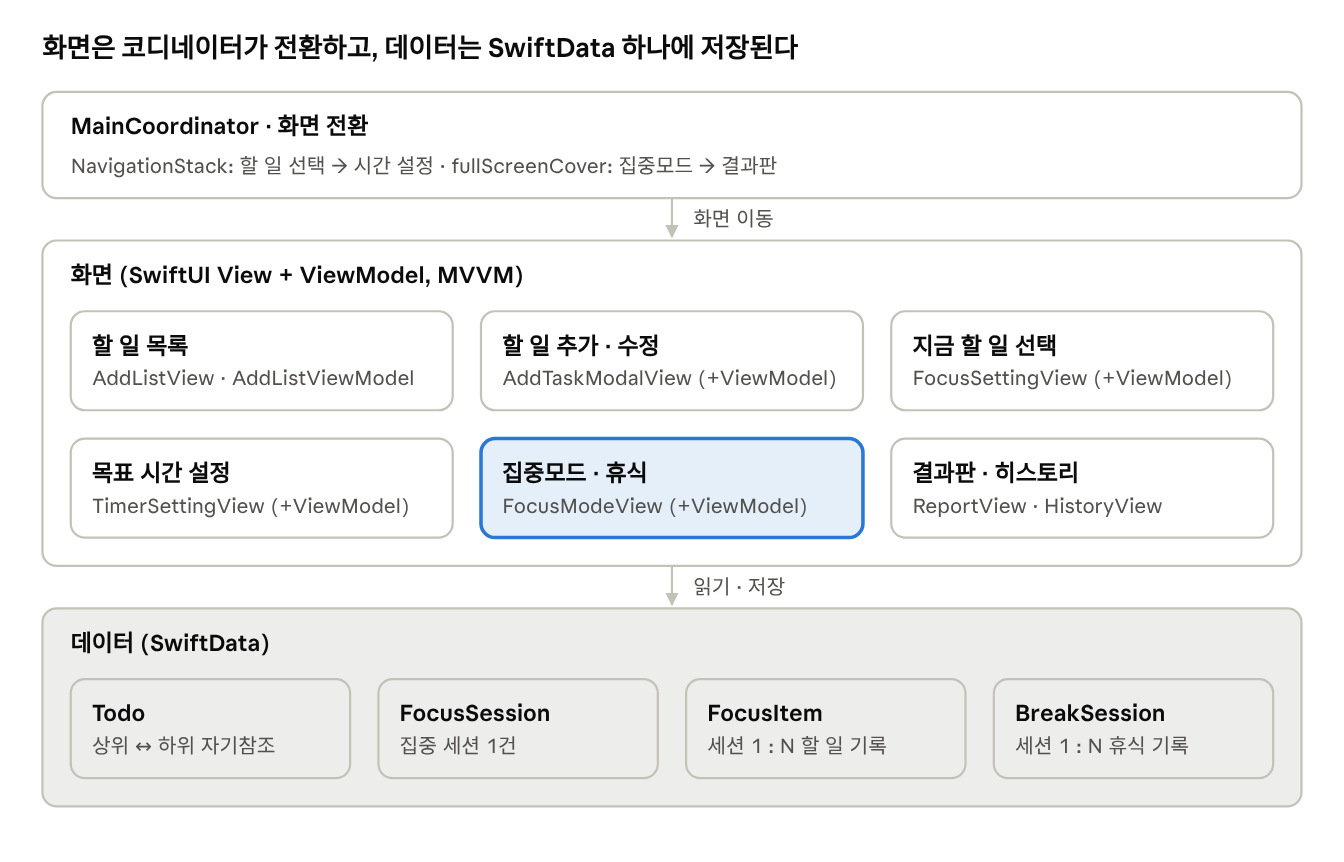 화면은 코디네이터가 전환하고, 데이터는 SwiftData 하나에 저장된다
MainCoordinator · 화면 전환
NavigationStack: 할 일 선택 → 시간 설정 · fullScreenCover: 집중모드 → 결과판
화면 이동
화면 (SwiftUI View + ViewModel, MVVM)
할 일 목록
AddListView · AddListViewModel
할 일 추가 · 수정
AddTaskModalView (+ViewModel)
지금 할 일 선택
FocusSettingView (+ViewModel)
목표 시간 설정
TimerSettingView (+ViewModel)
집중모드 · 휴식
FocusModeView (+ViewModel)
결과판 · 히스토리
ReportView · HistoryView
읽기 · 저장
데이터 (SwiftData)
Todo
상위 ↔ 하위 자기참조
FocusSession
집중 세션 1건
FocusItem
세션 1 : N 할 일 기록
BreakSession
세션 1 : N 휴식 기록